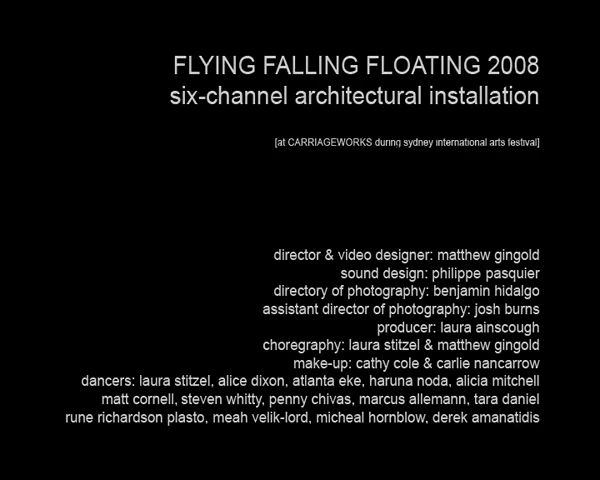 FLYING FALLING FLOATING 2008
six-channel architectural installation
[at CARRIAGEWORKS during sydney international arts festival]
director & video designer: matthew gingold
sound design: philippe pasquier
directory of photography: benjamin hidalgo
assistant director of photography: josh burns
producer: laura ainscough
choregraphy: laura stitzel & matthew gingold
make-up: cathy cole & carlie nancarrow
dancers: laura stitzel, alice dixon, atlanta eke, haruna noda, alicia mitchell
matt cornell, steven whitty, penny chivas, marcus allemann, tara daniel
rune richardson plasto, meah velik-lord, micheal hornblow, derek amanatidis